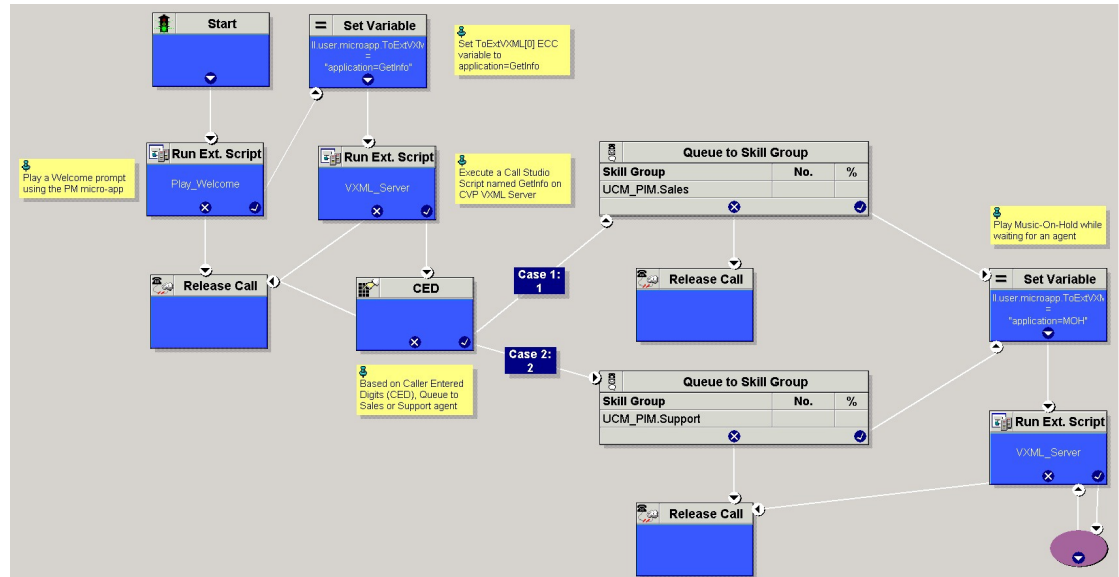 Start
= Set Variable
ll.user.microapp.ToExtVXM
=
"application=GetInfo"
Set ToExtVXML[0] ECC
variable to
application=GetInfo
Play a Welcome prompt
using the PM micro-app
Run Ext. Script
Play_Welcome
Run Ext. Script
VXML_Server
Execute a Call Studio
Script named GetInfo on
CVP VXML Server
Release Call
CED
Based on Caller Entered
Digits (CED), Queue to
Sales or Support agent
Case 1:
1
Case 2:
2
Queue to Skill Group
Skill Group No. %
UCM_PIM.Sales
Release Call
Queue to Skill Group
Skill Group No. %
UCM_PIM.Support
Release Call
Play Music-On-Hold while
waiting for an agent
= Set Variable
ll.user.microapp.ToExtVXM
=
"application=MOH"
Run Ext. Script
VXML_Server